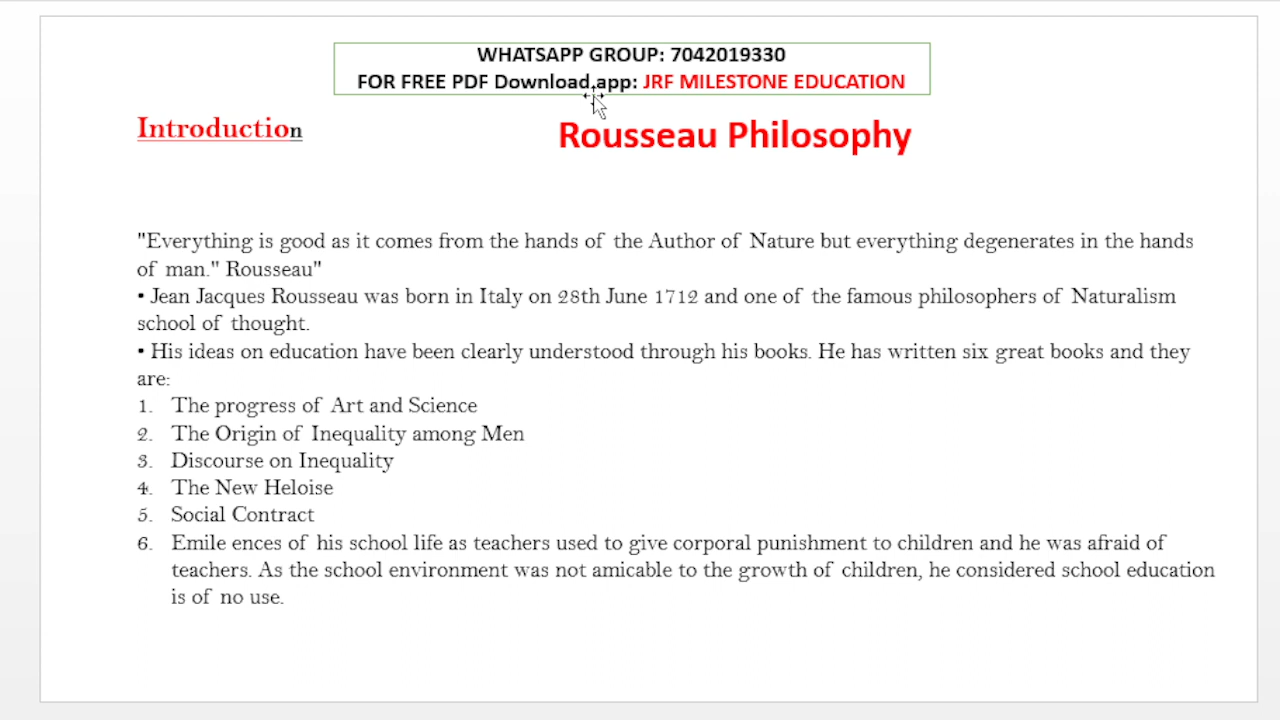 WHATSAPP GROUP: 7042019330
FOR FREE PDF Download app: JRF MILESTONE EDUCATION
Introduction
Rousseau Philosophy
"Everything is good as it comes from the hands of the Author of Nature but everything degenerates in the hands
of man." Rousseau"
• Jean Jacques Rousseau was born in Italy on 28th June 1712 and one of the famous philosophers of Naturalism
school of thought.
• His ideas on education have been clearly understood through his books. He has written six great books and they
are:
1. The progress of Art and Science
2. The Origin of Inequality among Men
3. Discourse on Inequality
4. The New Heloise
5. Social Contract
6. Emile ences of his school life as teachers used to give corporal punishment to children and he was afraid of
teachers. As the school environment was not amicable to the growth of children, he considered school education
is of no use.